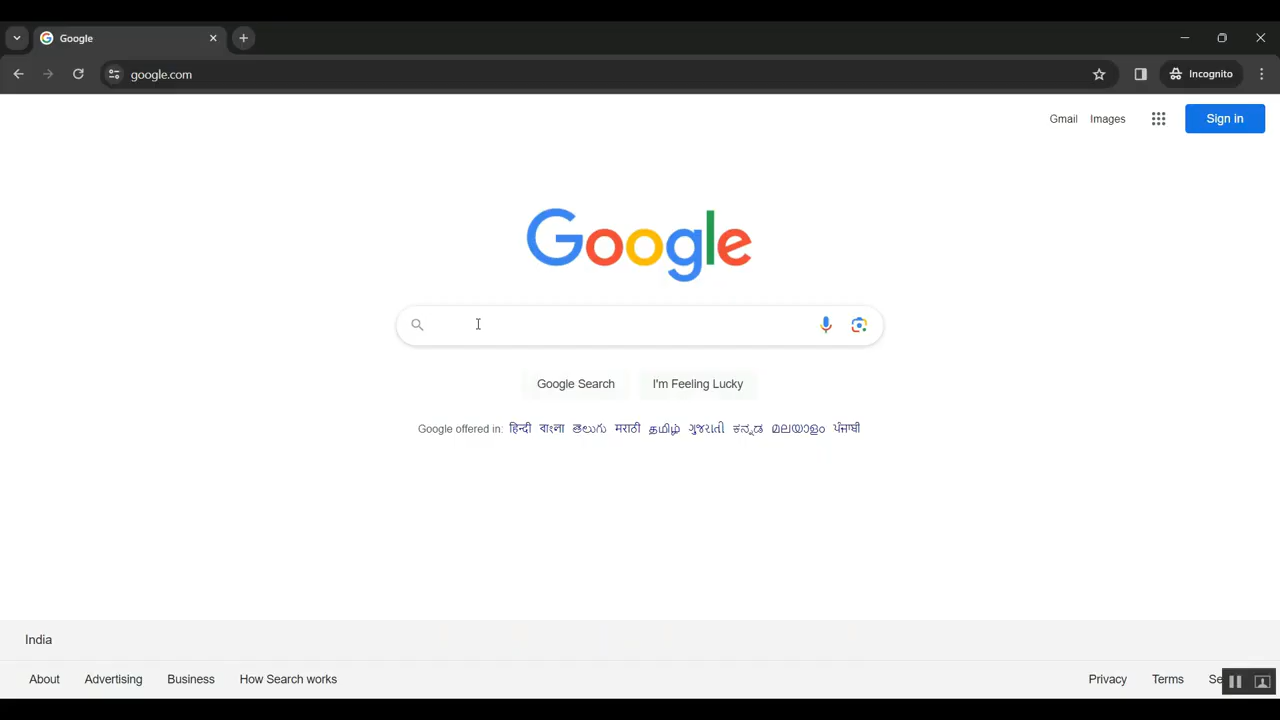 Google
google.com
Incognito
Gmail Images Sign in
Google
Google Search I'm Feeling Lucky
Google offered in: हिन्दी বাংলা తెలుగు मराठी தமிழ் ગુજરાતી ಕನ್ನಡ മലയാളം ਪੰਜਾਬੀ
India
About Advertising Business How Search works Privacy Terms Se